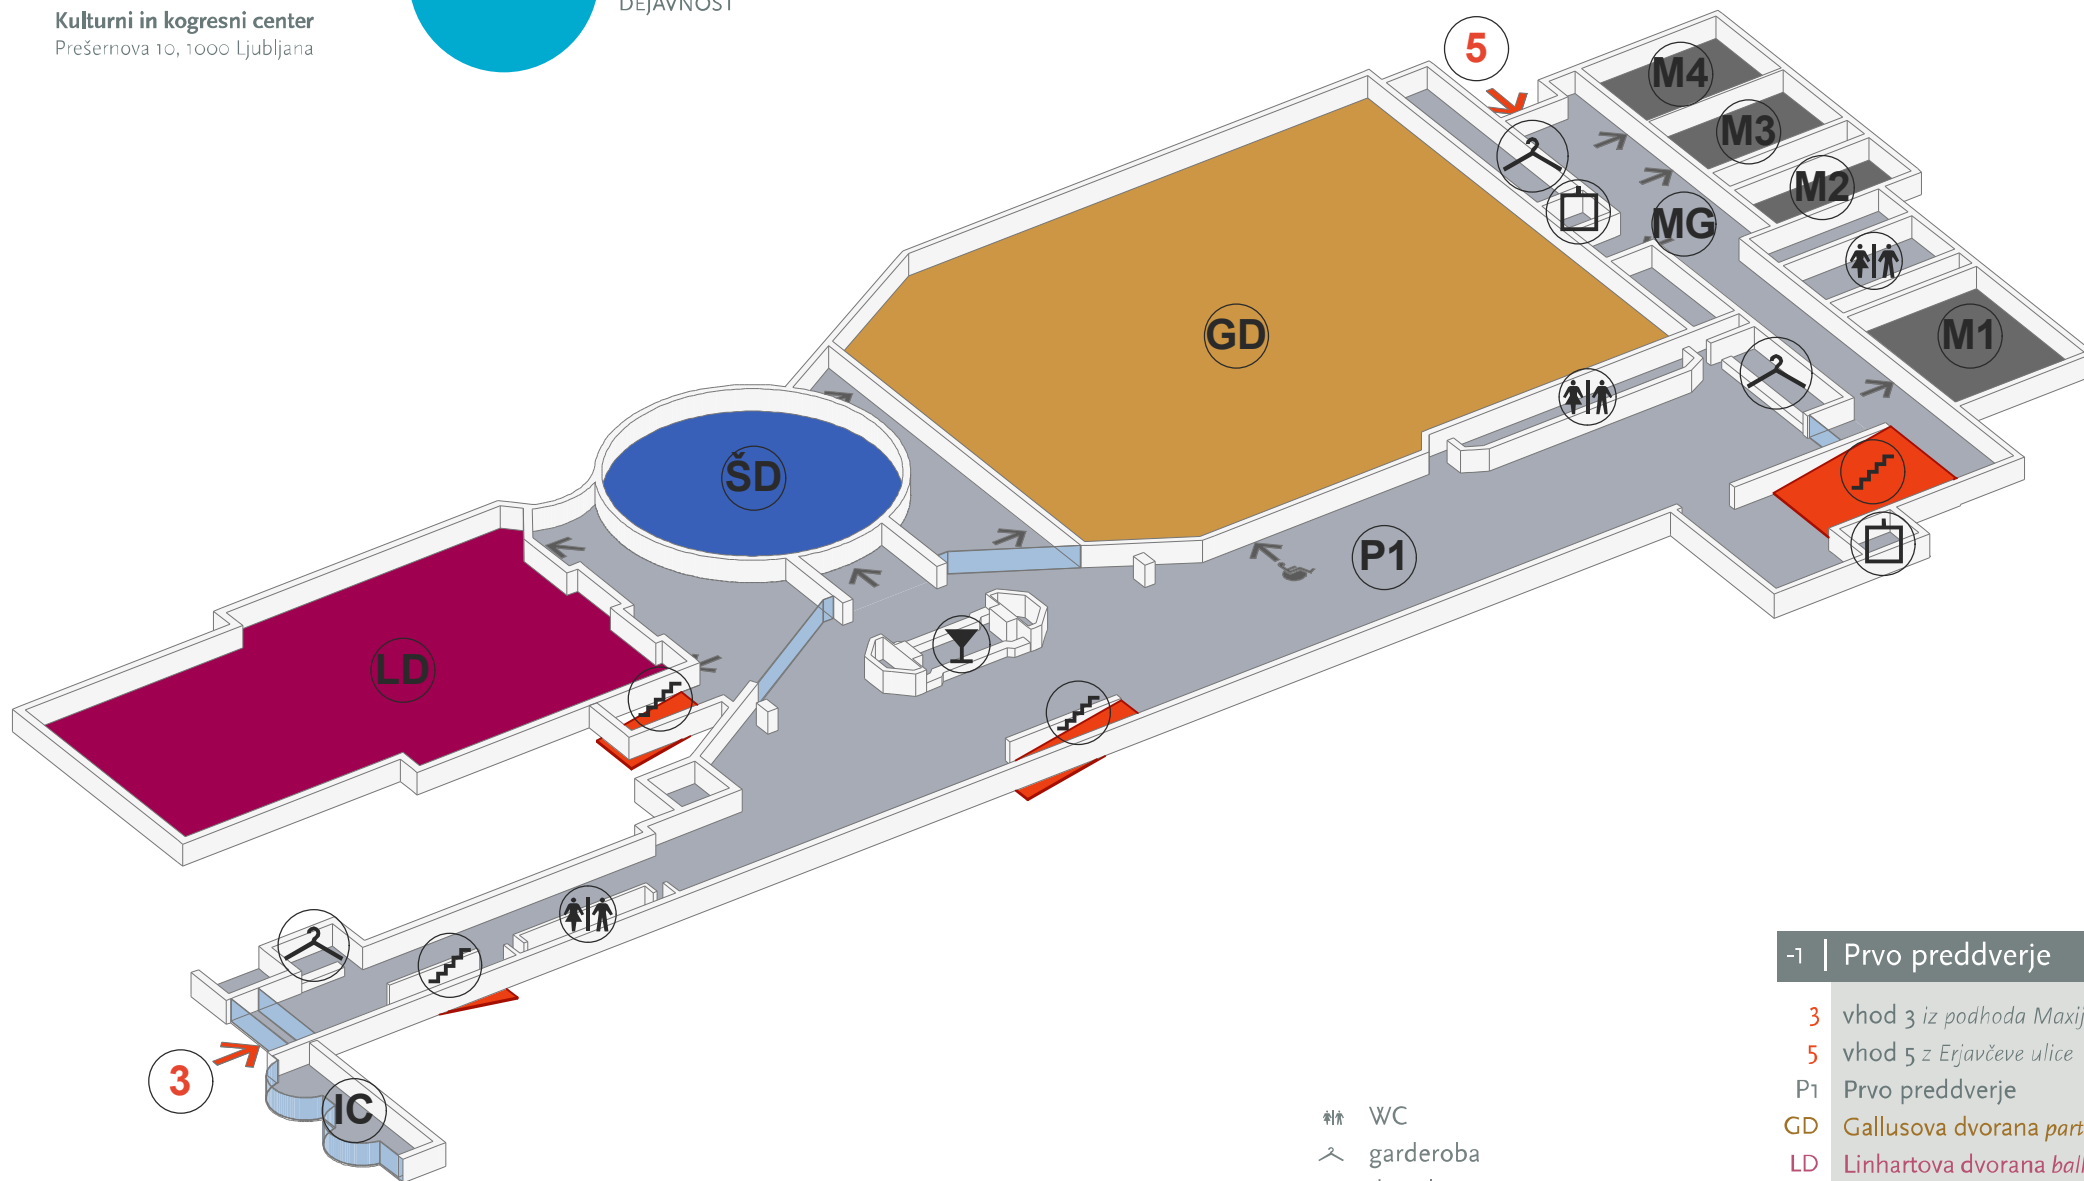 Kulturni in kogresni center
Prešernova 10, 1000 Ljubljana
DEJAVNOST
5
M4
M3
M2
MG
M1
GD
ŠD
P1
LD
3
IC
-1 | Prvo preddverje
3 vhod 3 iz podhoda
5 vhod 5 z Erjavčeve ulice
P1 Prvo preddverje
GD Gallusova dvorana
LD Linhartova dvorana
WC
garderoba